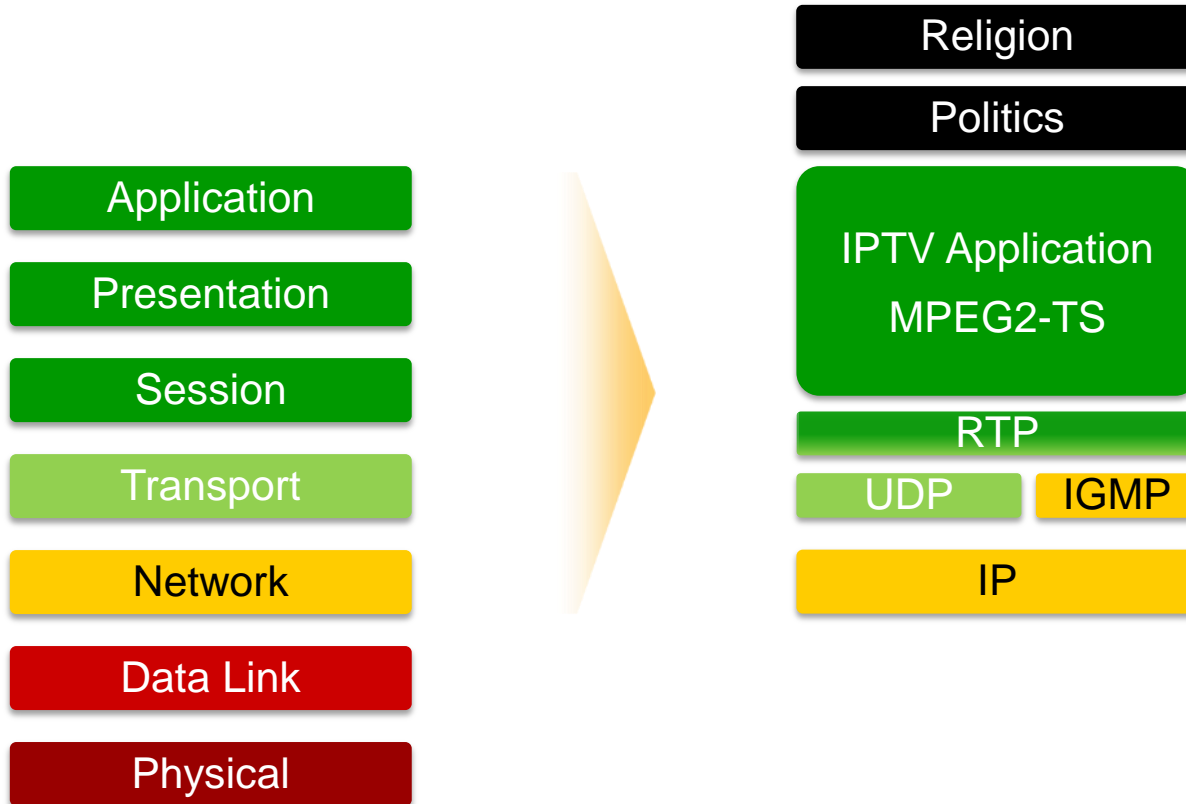 Religion
Politics
Application
Presentation
Session
Transport
Network
Data Link
Physical
IPTV Application
MPEG2-TS
RTP
UDP
IGMP
IP